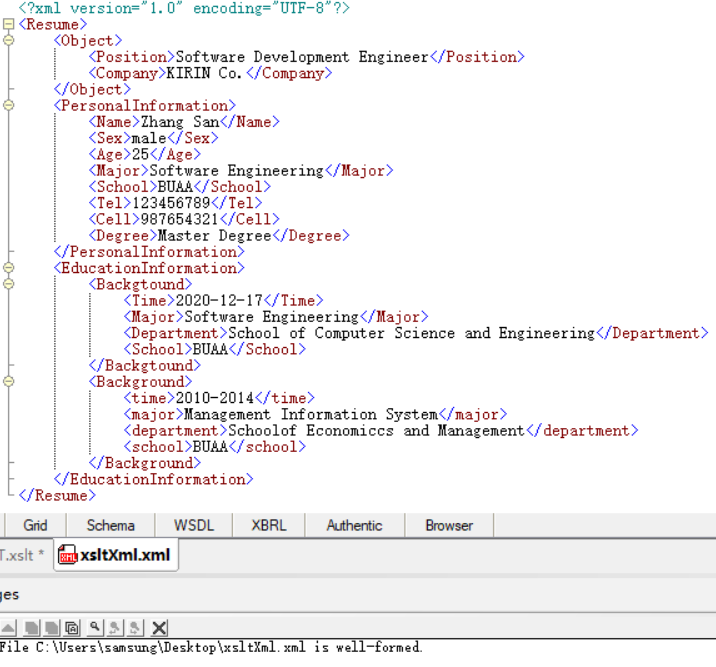 <?xml version="1.0" encoding="UTF-8"?>
<Resume>
<Object>
<Position>Software Development Engineer</Position>
<Company>KIRIN Co.</Company>
</Object>
<PersonalInformation>
<Name>Zhang San</Name>
<Sex>male</Sex>
<Age>25</Age>
<Major>Software Engineering</Major>
<School>BUAA</School>
<Tel>123456789</Tel>
<Cell>987654321</Cell>
<Degree>Master Degree</Degree>
</PersonalInformation>
<EducationInformation>
<Backgtound>
<Time>2020-12-17</Time>
<Major>Software Engineering</Major>
<Department>School of Computer Science and Engineering</Department>
<School>BUAA</School>
</Backgtound>
<Background>
<time>2010-2014</time>
<major>Management Information System</major>
<department>Schoolof Economiccs and Management</department>
<school>BUAA</school>
</Background>
</EducationInformation>
</Resume>
Grid Schema WSDL XBRL Authentic Browser
T.xslt * xsltXml.xml
ges
File C:\Users\samsung\Desktop\xsltXml.xml is well-formed.